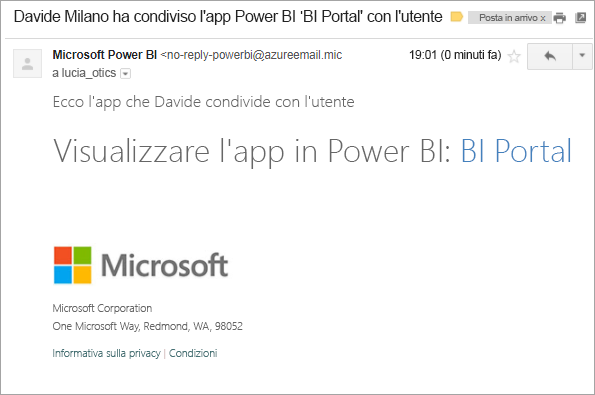 Davide Milano ha condiviso l'app Power BI ‘BI Portal’ con l'utente
Posta in arrivo x
Microsoft Power BI <no-reply-powerbi@azureemail.mic
19:01 (0 minuti fa)
a lucia_otics
Ecco l'app che Davide condivide con l'utente
Visualizzare l'app in Power BI: BI Portal
Microsoft
Microsoft Corporation
One Microsoft Way, Redmond, WA, 98052
Informativa sulla privacy | Condizioni